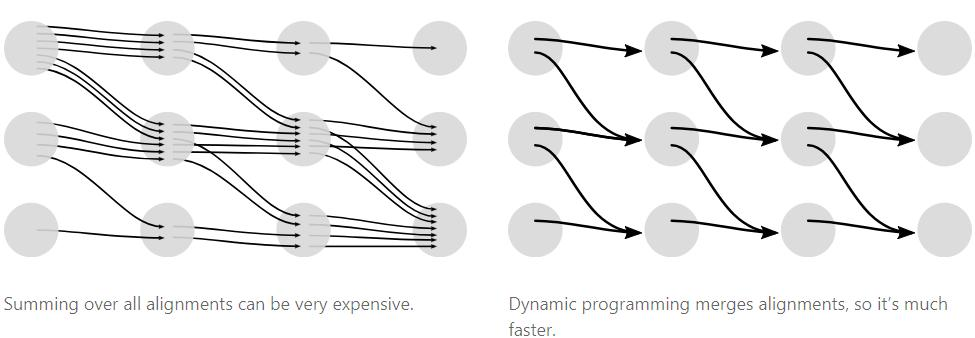 Summing over all alignments can be very expensive.
Dynamic programming merges alignments, so it’s much
faster.